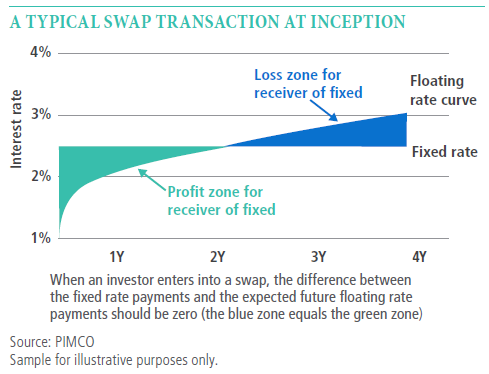 A TYPICAL SWAP TRANSACTION AT INCEPTION
4%
Loss zone for
receiver of fixed
Floating
rate curve
Interest rate
3%
Fixed rate
2%
Profit zone for
receiver of fixed
1%
1Y 2Y 3Y 4Y
When an investor enters into a swap, the difference between
the fixed rate payments and the expected future floating rate
payments should be zero (the blue zone equals the green zone)
Source: PIMCO
Sample for illustrative purposes only.